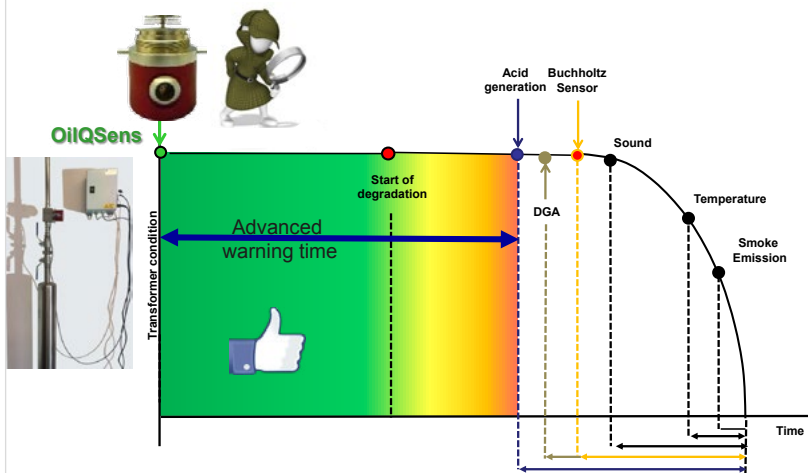 OilQSens
Acid
generation
Buchholtz
Sensor
Sound
Start of
degradation
DGA
Temperature
Advanced
warning time
Smoke
Emission
Transformer condition
Time